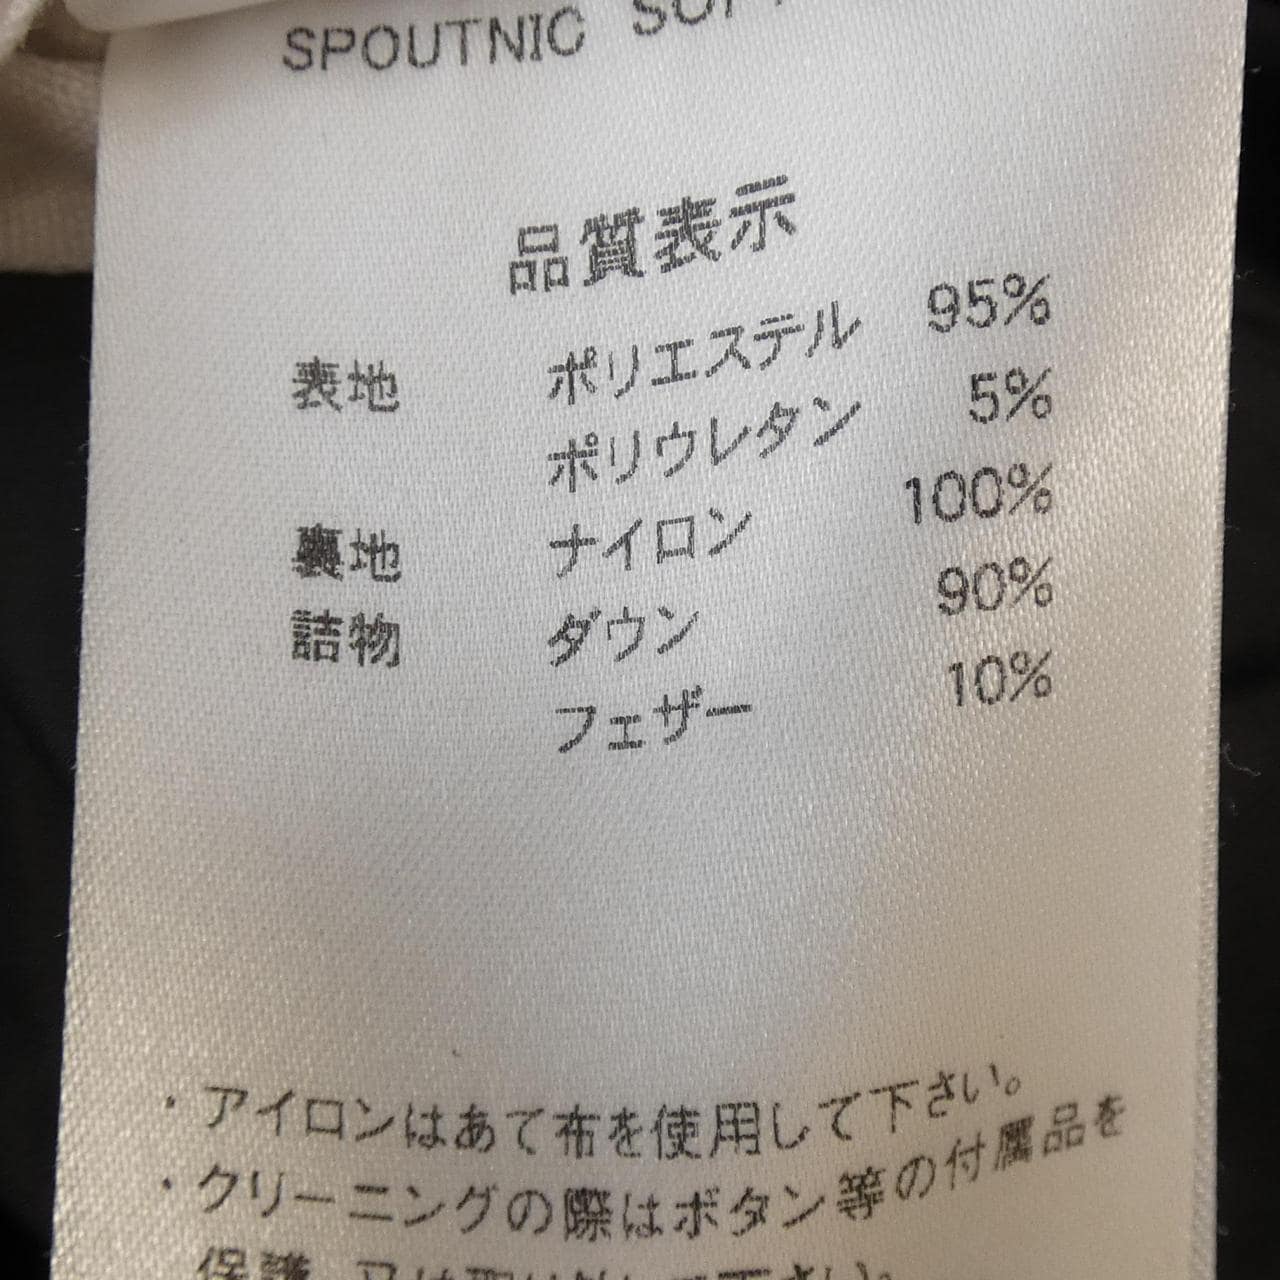 SPOUTNIC
品質表示
表地 ポリエステル 95%
ポリウレタン 5%
裏地 ナイロン 100%
詰物 ダウン 90%
フェザー 10%
・アイロンはあて布を使用して下さい。
・クリーニングの際はボタン等の付属品を
保護